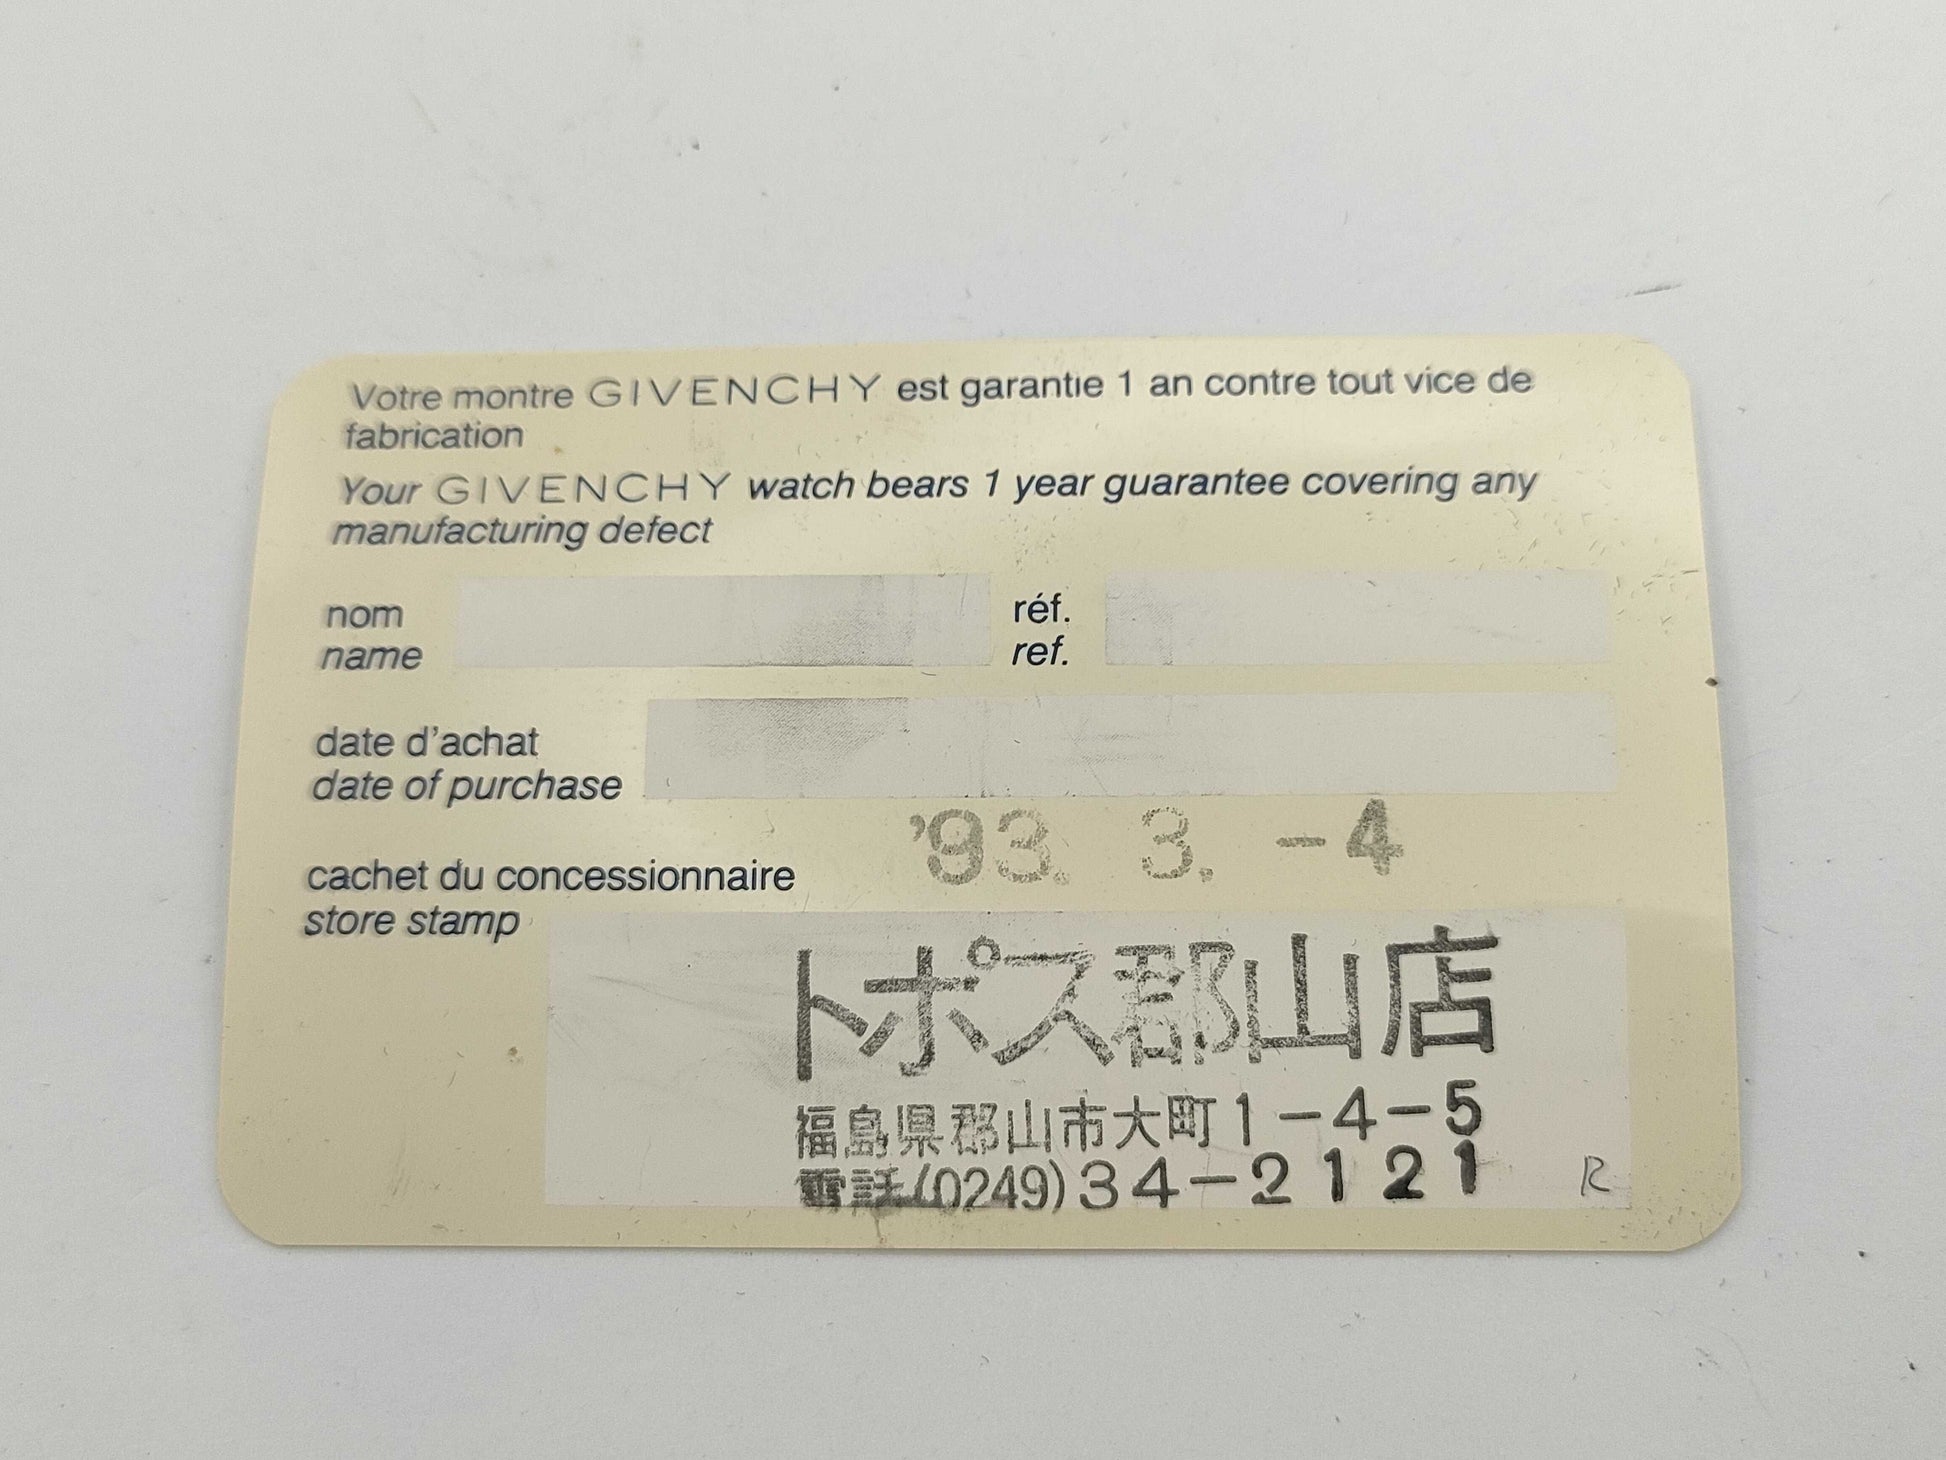 Votre montre GIVENCHY est garantie 1 an contre tout vice de
fabrication
Your GIVENCHY watch bears 1 year guarantee covering any
manufacturing defect
nom
name
réf.
ref.
date d'achat
date of purchase
'93. 3. -4
cachet du concessionnaire
store stamp
トポス郡山店
福島県郡山市大町1-4-5
電話(0249)34-2121
R